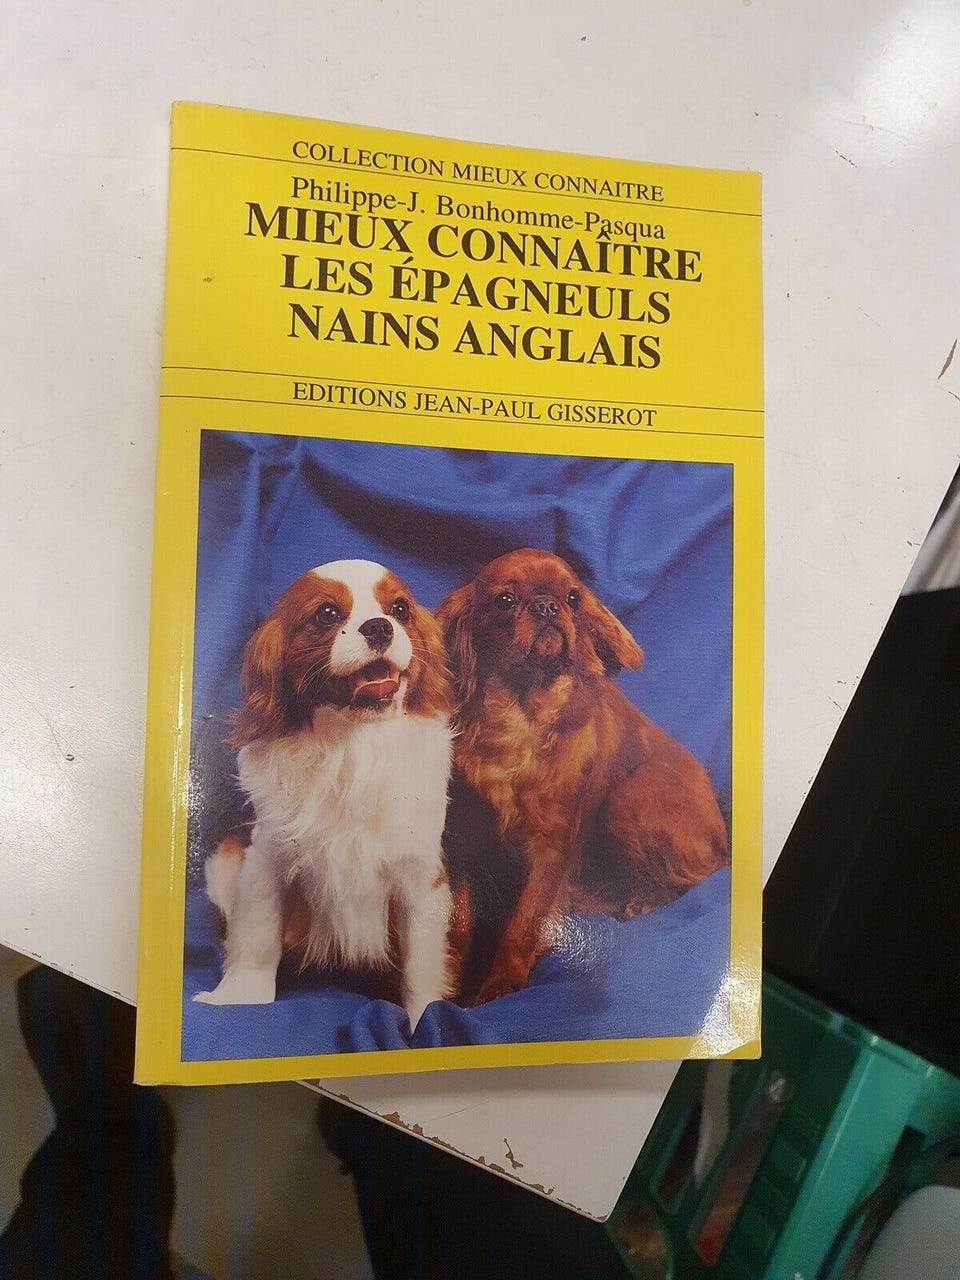 COLLECTION MIEUX CONNAITRE
Philippe-J. Bonhomme-Pasqua
MIEUX CONNAÎTRE
LES ÉPAGNEULS
NAINS ANGLAIS
EDITIONS JEAN-PAUL GISSEROT